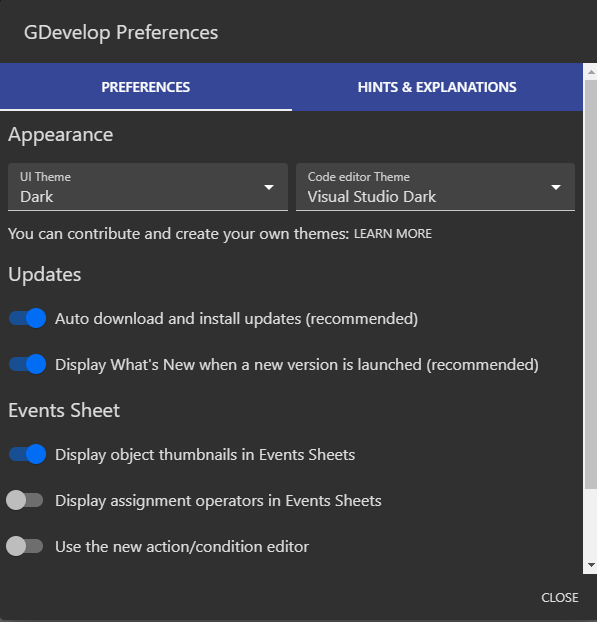 GDevelop Preferences
PREFERENCES
HINTS & EXPLANATIONS
Appearance
UI Theme
Dark
Code editor Theme
Visual Studio Dark
You can contribute and create your own themes: LEARN MORE
Updates
Auto download and install updates (recommended)
Display What's New when a new version is launched (recommended)
Events Sheet
Display object thumbnails in Events Sheets
Display assignment operators in Events Sheets
Use the new action/condition editor
CLOSE